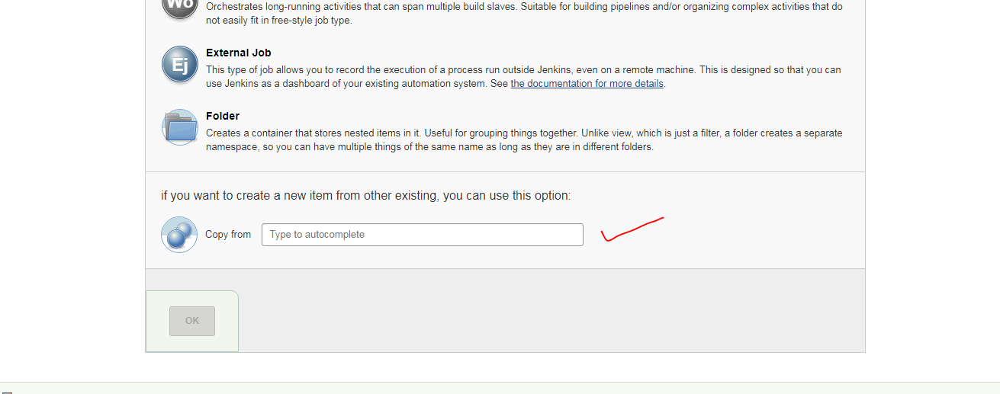 Wo
Orchestrates long-running activities that can span multiple build slaves. Suitable for building pipelines and/or organizing complex activities that do
not easily fit in free-style job type.
External Job
Ej
This type of job allows you to record the execution of a process run outside Jenkins, even on a remote machine. This is designed so that you can
use Jenkins as a dashboard of your existing automation system. See the documentation for more details.
Folder
Creates a container that stores nested items in it. Useful for grouping things together. Unlike view, which is just a filter, a folder creates a separate
namespace, so you can have multiple things of the same name as long as they are in different folders.
if you want to create a new item from other existing, you can use this option:
Copy from Type to autocomplete
OK